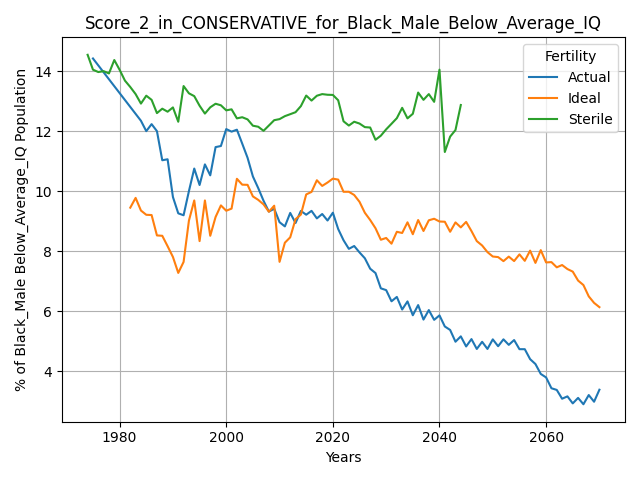 Score_2_in_CONSERVATIVE_for_Black_Male_Below_Average_IQ
% of Black_Male Below_Average_IQ Population
14
12
10
8
6
4
Fertility
Actual
Ideal
Sterile
1980 2000 2020 2040 2060
Years